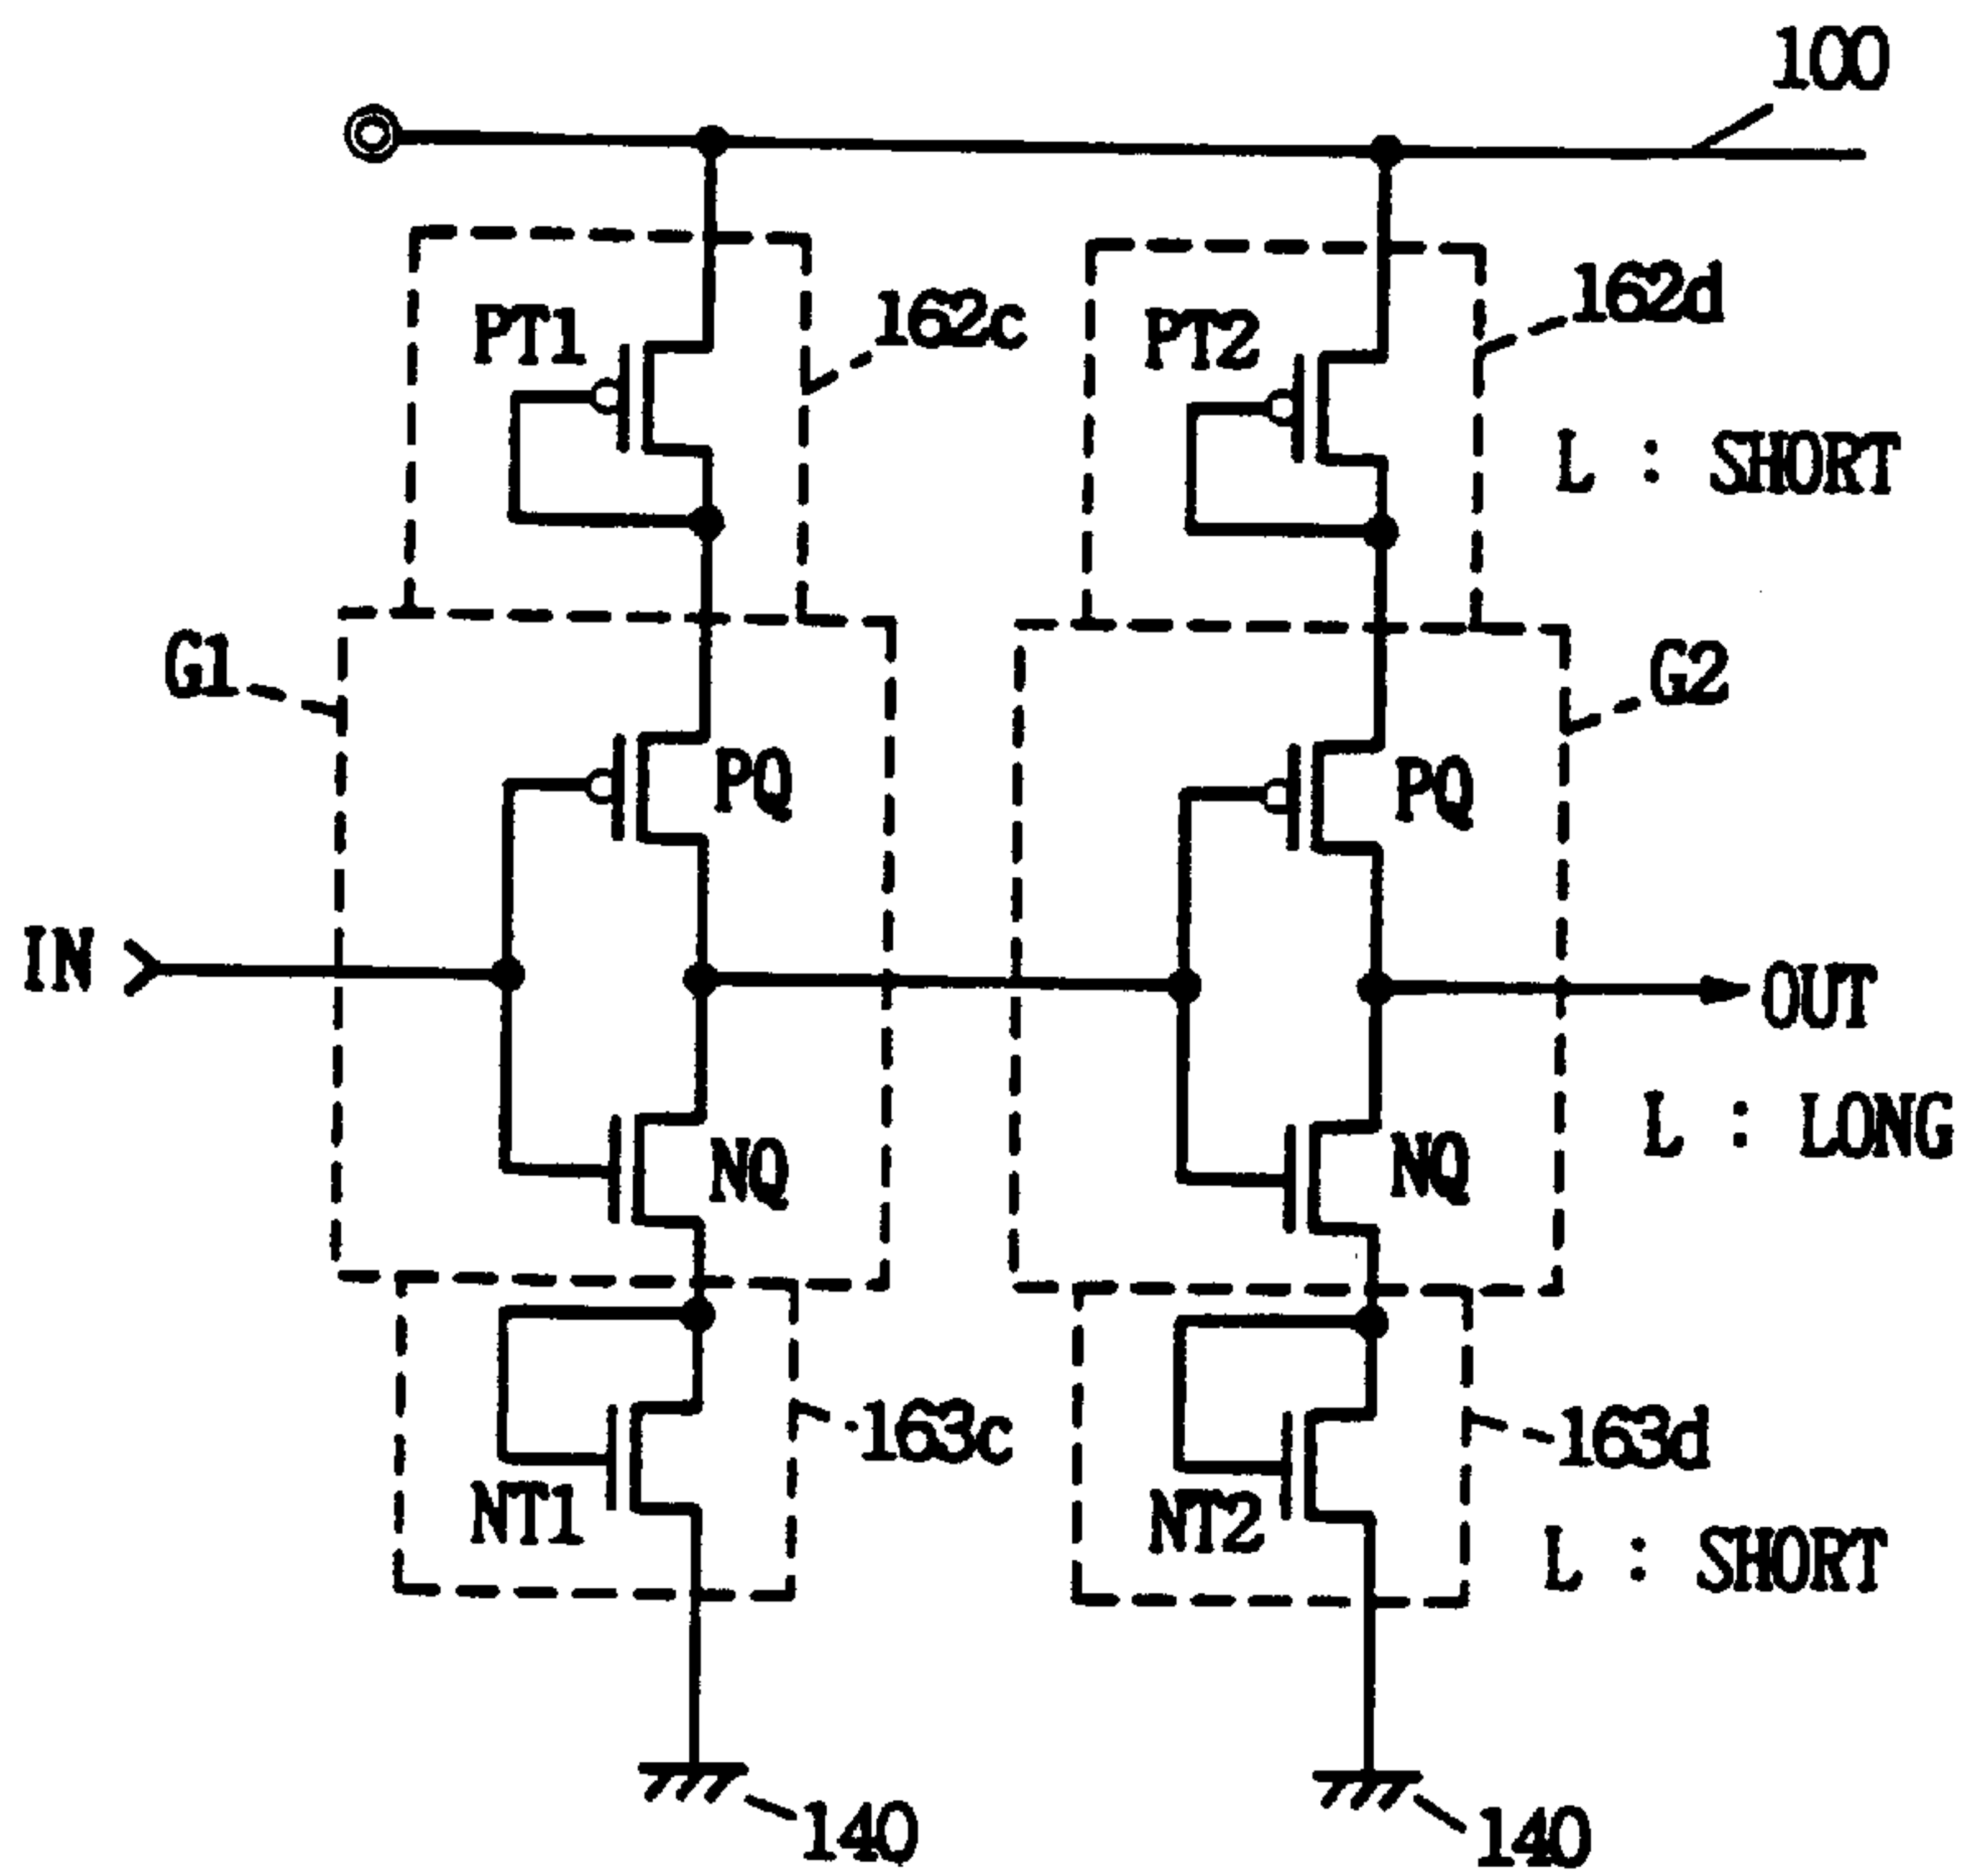 100
PT1
162c
PT2
162d
L : SHORT
G1
G2
PQ
PQ
IN
OUT
L : LONG
NQ
NQ
163c
163d
NT1
NT2
L : SHORT
140
140